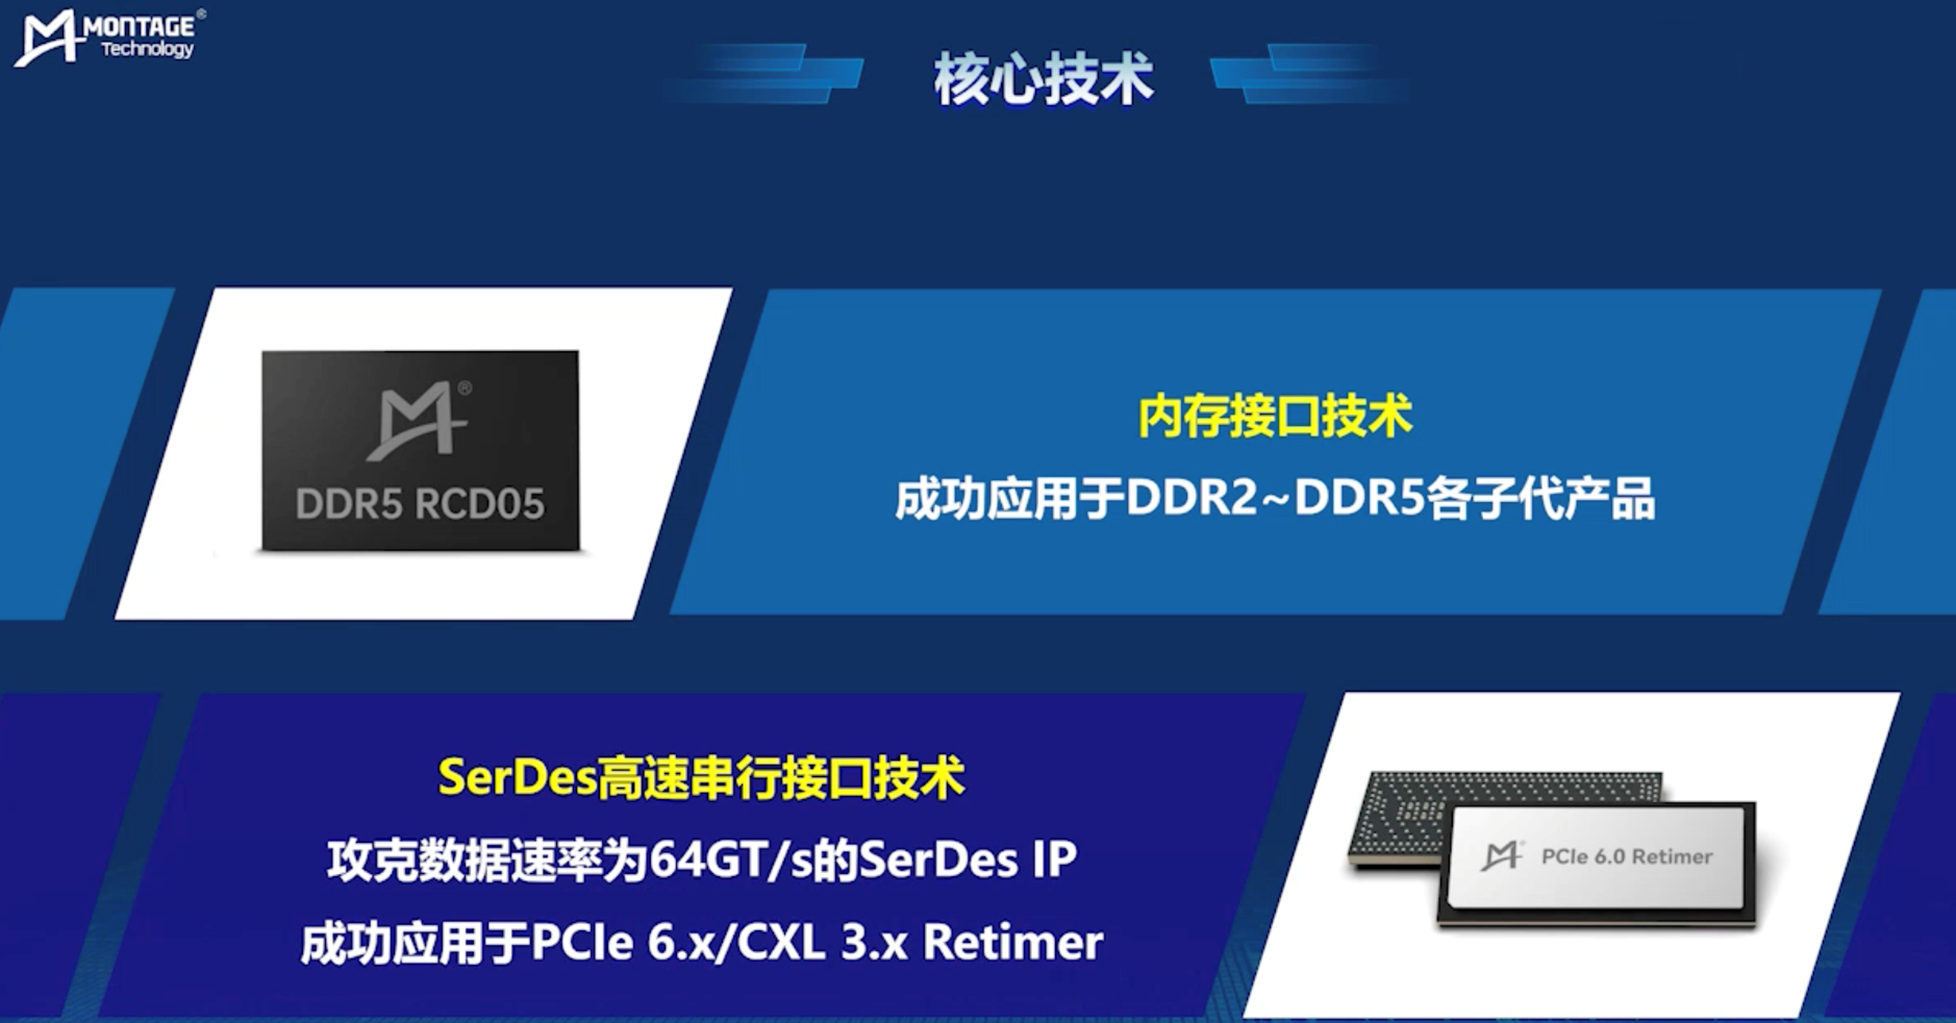 MONTAGE®
Technology
核心技术
®
DDR5 RCD05
内存接口技术
成功应用于DDR2~DDR5各子代产品
SerDes高速串行接口技术
攻克数据速率为64GT/s的SerDes IP
成功应用于PCIe 6.x/CXL 3.x Retimer
PCIe 6.0 Retimer